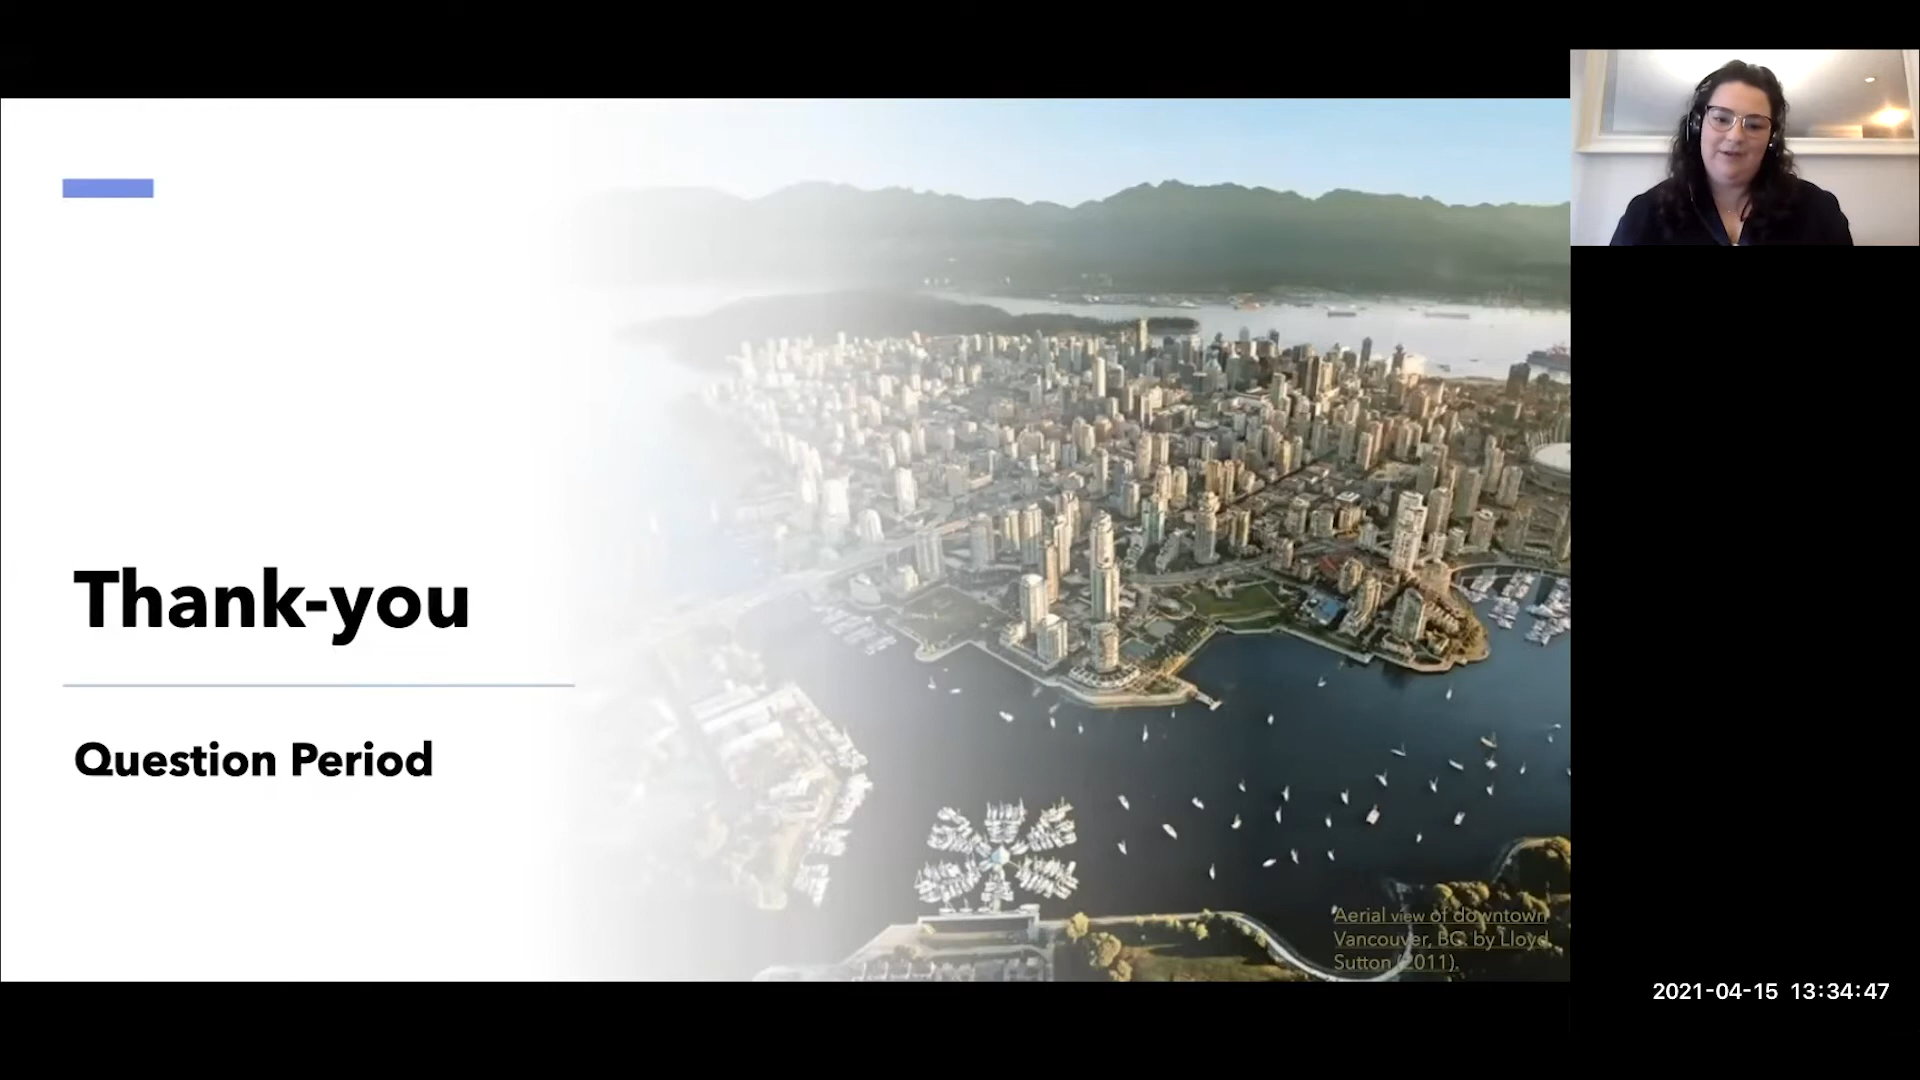 Thank-you
Question Period
Aerial view of downtown
Vancouver, BC. by Lloyd
Sutton (2011).
2021-04-15 13:34:47